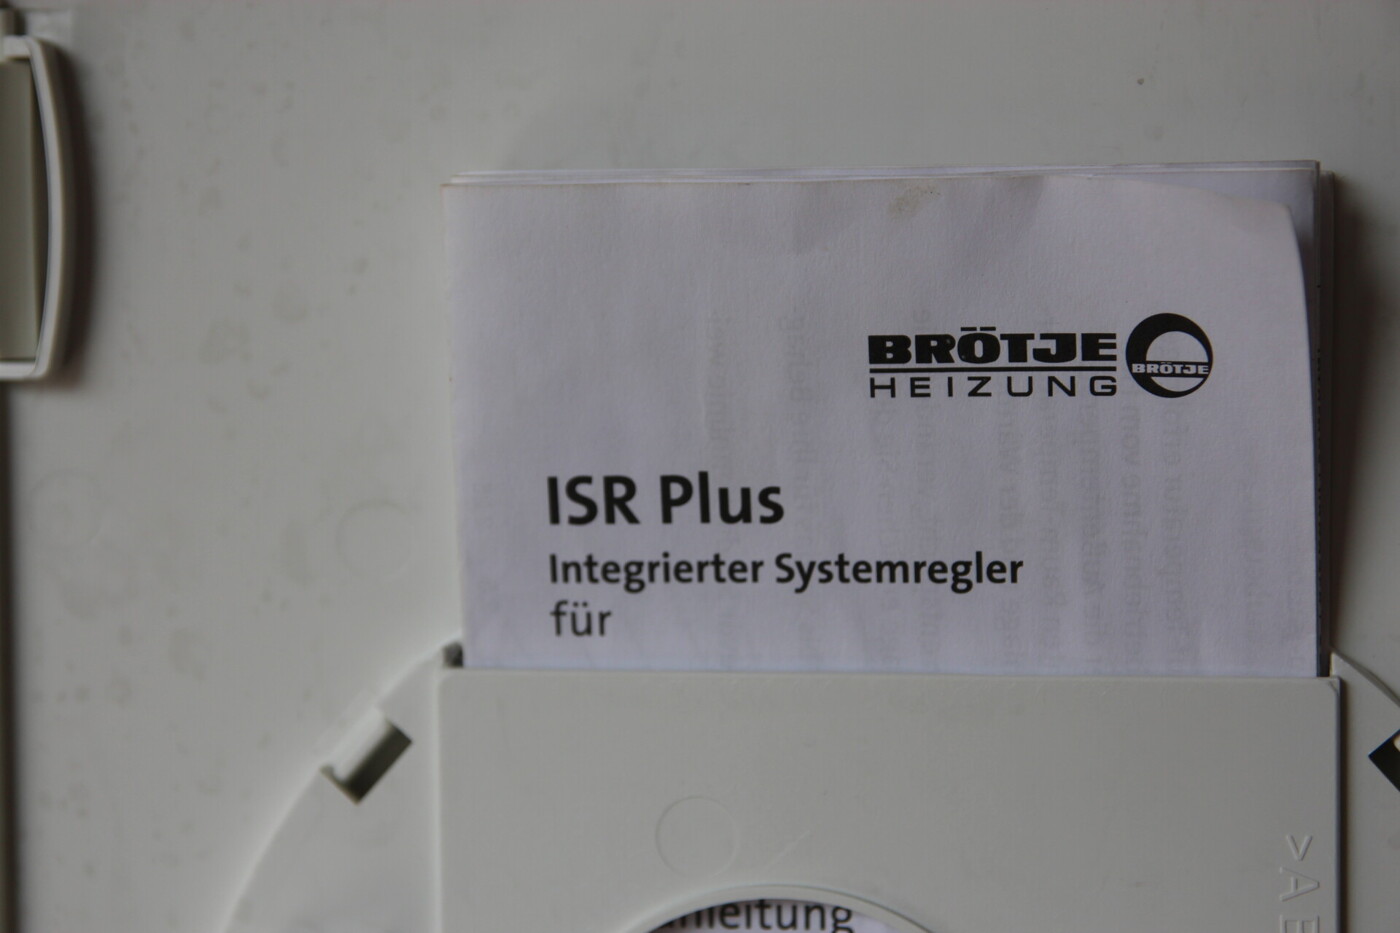 BRÖTJE
HEIZUNG
BRÖTJE
ISR Plus
Integrierter Systemregler
für